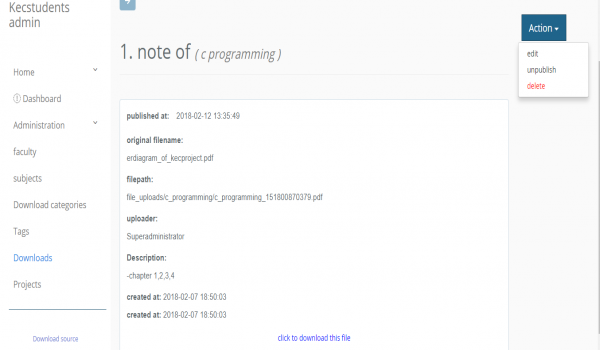 Kecstudents
admin
Home
Dashboard
Administration
faculty
subjects
Download categories
Tags
Downloads
Projects
Download source
1. note of ( c programming )
Action
edit
unpublish
delete
published at: 2018-02-12 13:35:49
original filename:
erdiagram_of_kecproject.pdf
filepath:
file_uploads/c_programming/c_programming_151800870379.pdf
uploader:
Superadministrator
Description:
-chapter 1,2,3,4
created at: 2018-02-07 18:50:03
created at: 2018-02-07 18:50:03
click to download this file